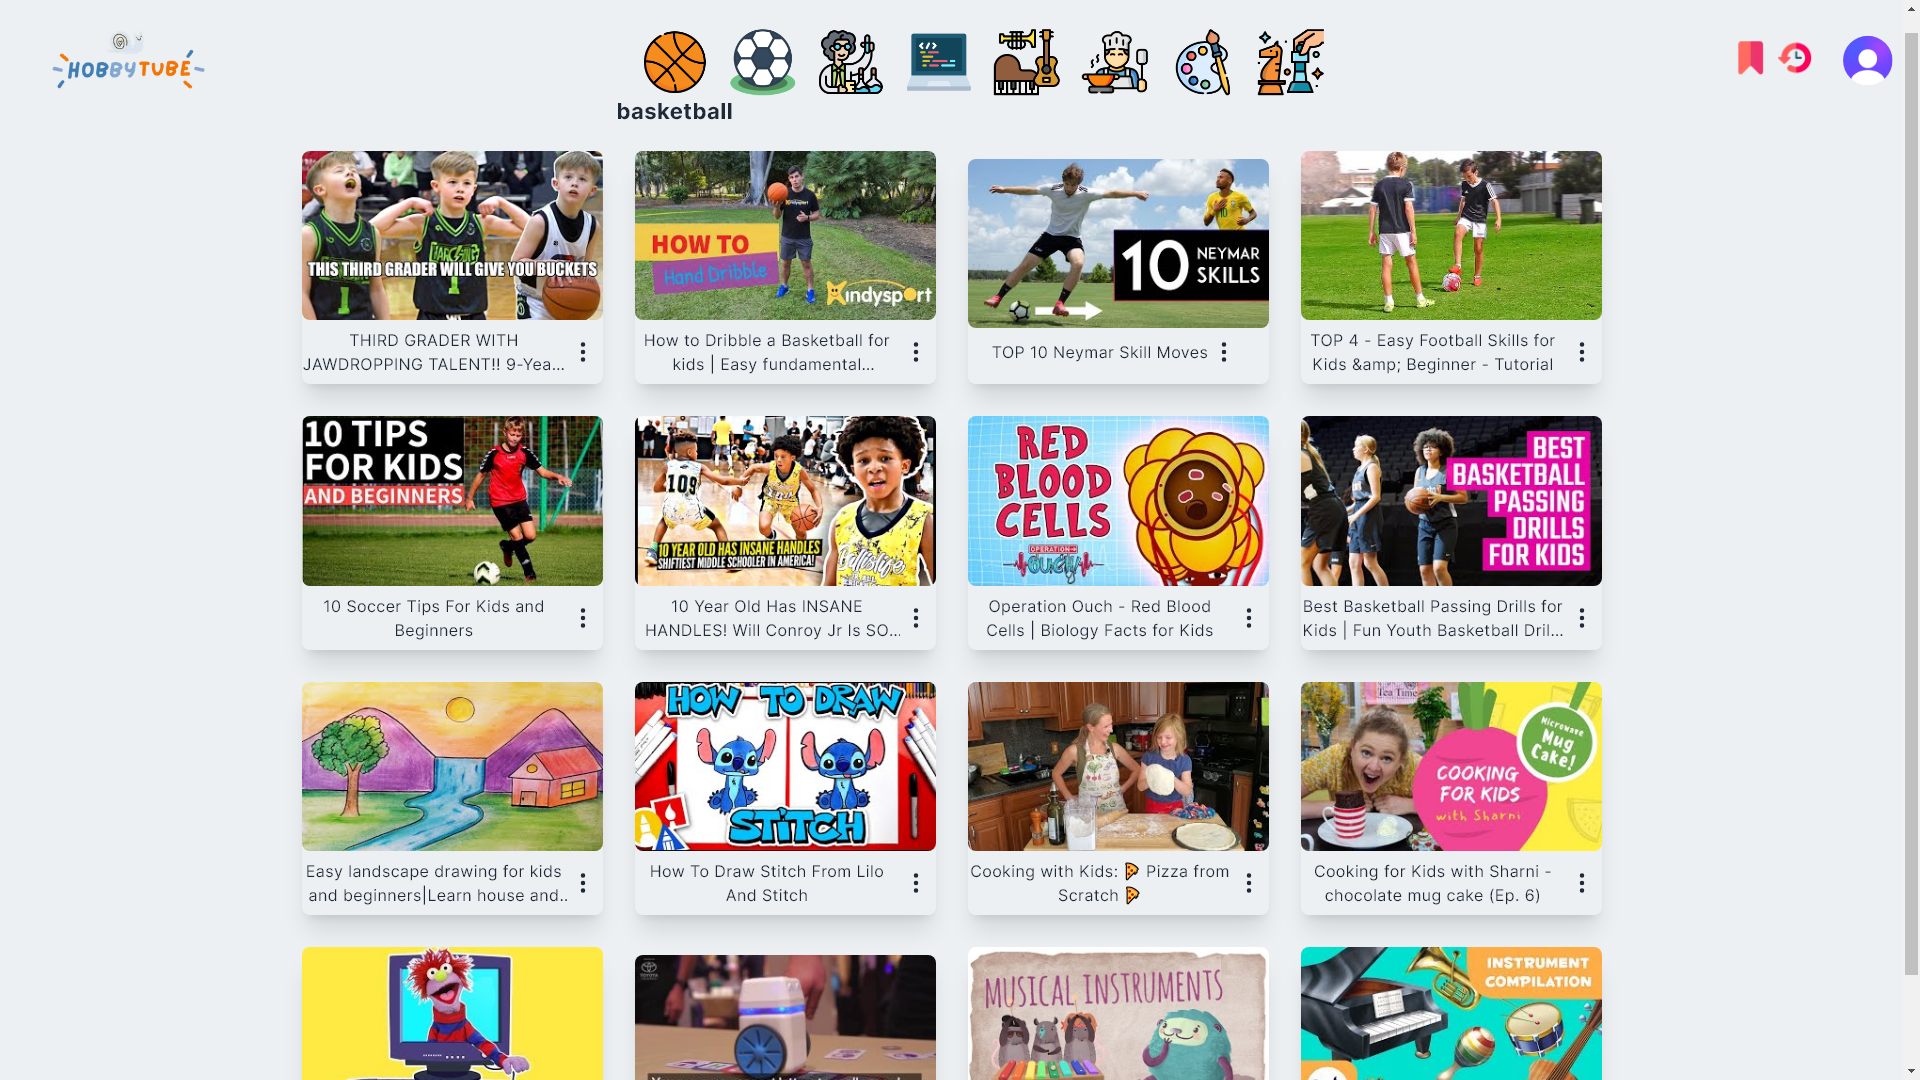 HOBBYTUBE
basketball
THIS THIRD GRADER WILL GIVE YOU BUCKETS
THIRD GRADER WITH
JAWDROPPING TALENT!! 9-Yea...
HOW TO
Hand Dribble
Kindysport
How to Dribble a Basketball for
kids | Easy fundamental...
10 NEYMAR
SKILLS
TOP 10 Neymar Skill Moves
TOP 4 - Easy Football Skills for
Kids &amp; Beginner - Tutorial
10 TIPS
FOR KIDS
AND BEGINNERS
10 Soccer Tips For Kids and
Beginners
109
10 YEAR OLD HAS INSANE HANDLES
SHIFTIEST MIDDLE SCHOOLER IN AMERICA!
Ballislife
10 Year Old Has INSANE
HANDLES! Will Conroy Jr Is SO...
RED
BLOOD
CELLS
OPERATION
OUCH
Operation Ouch - Red Blood
Cells | Biology Facts for Kids
BEST
BASKETBALL
PASSING
DRILLS
FOR KIDS
Best Basketball Passing Drills for
Kids | Fun Youth Basketball Dril...
Easy landscape drawing for kids
and beginners|Learn house and..
HOW TO DRAW
STITCH
How To Draw Stitch From Lilo
And Stitch
Cooking with Kids: 🍕 Pizza from
Scratch 🍕
Tea Time
Microwave
Mug
Cake!
COOKING
FOR KIDS
with Sharni
Cooking for Kids with Sharni -
chocolate mug cake (Ep. 6)
TOYOTA
MUSICAL INSTRUMENTS
INSTRUMENT
COMPILATION